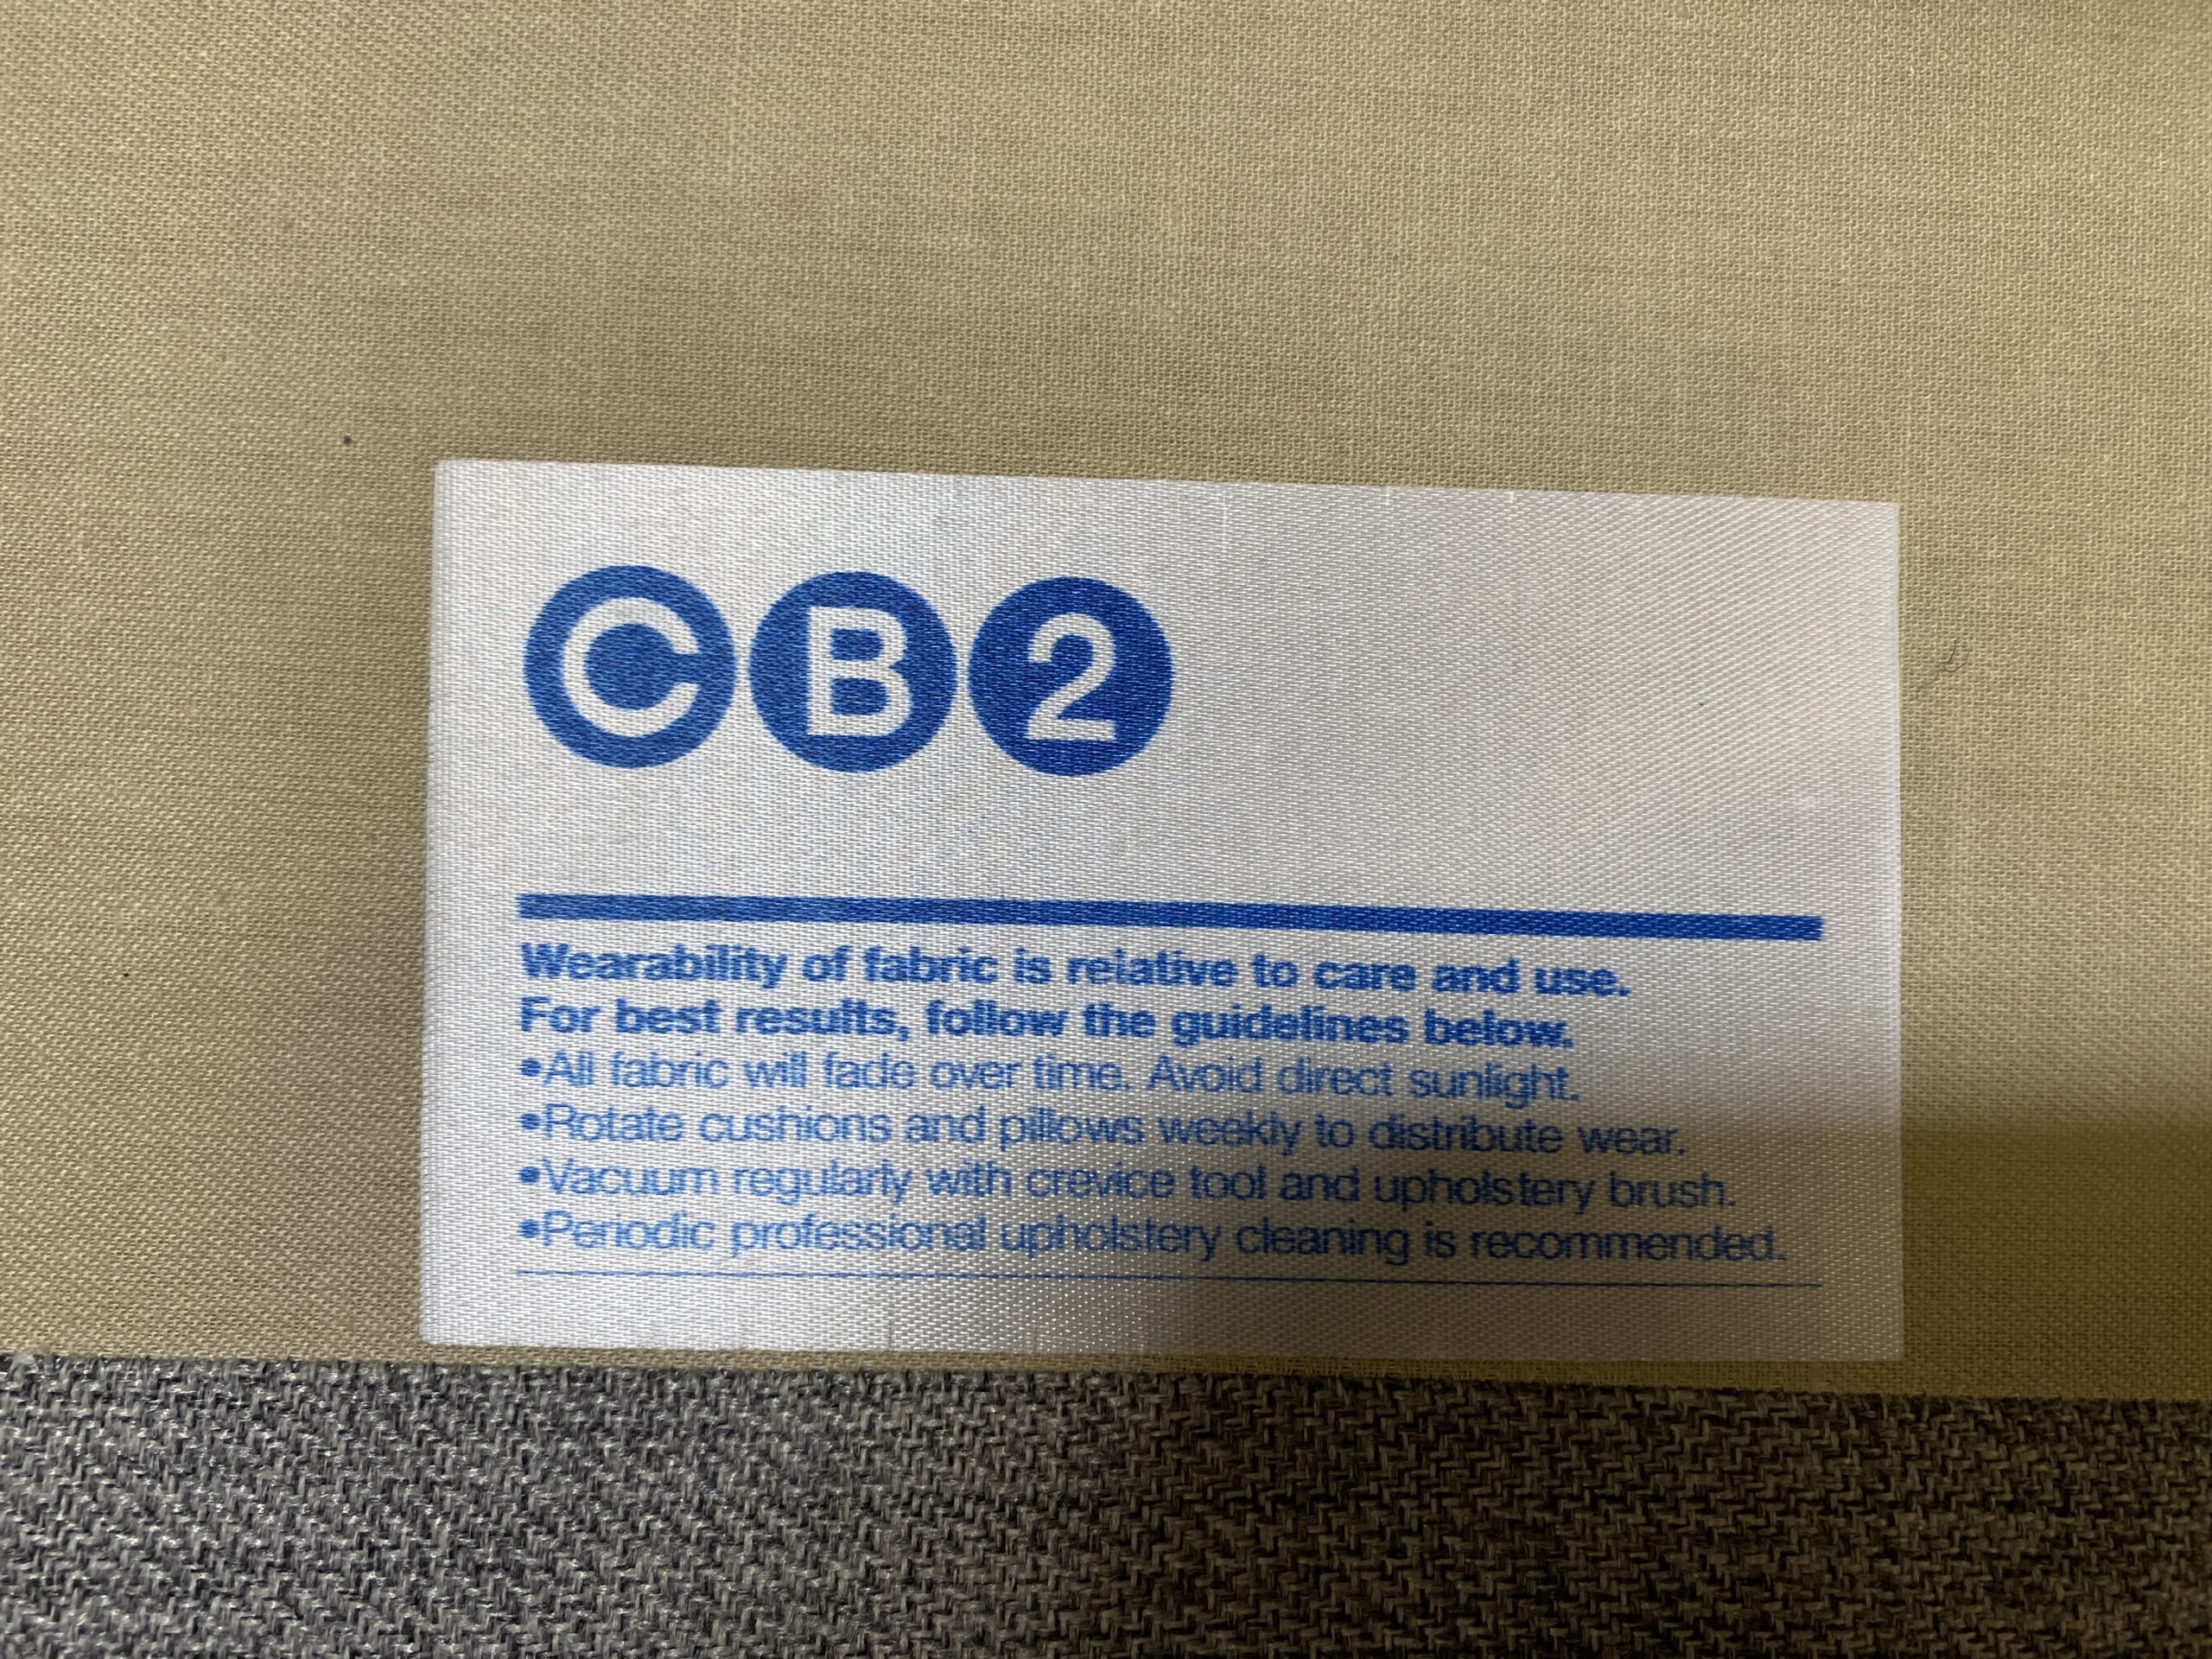 CB2
Wearability of fabric is relative to care and use.
For best results, follow the guidelines below.
•All fabric will fade over time. Avoid direct sunlight.
•Rotate cushions and pillows weekly to distribute wear.
•Vacuum regularly with crevice tool and upholstery brush.
•Periodic professional upholstery cleaning is recommended.